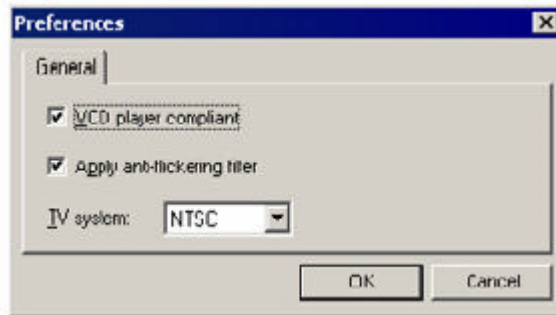 Preferences
General
VCD player compliant
Apply anti-flickering filter
TV system: NTSC
OK Cancel